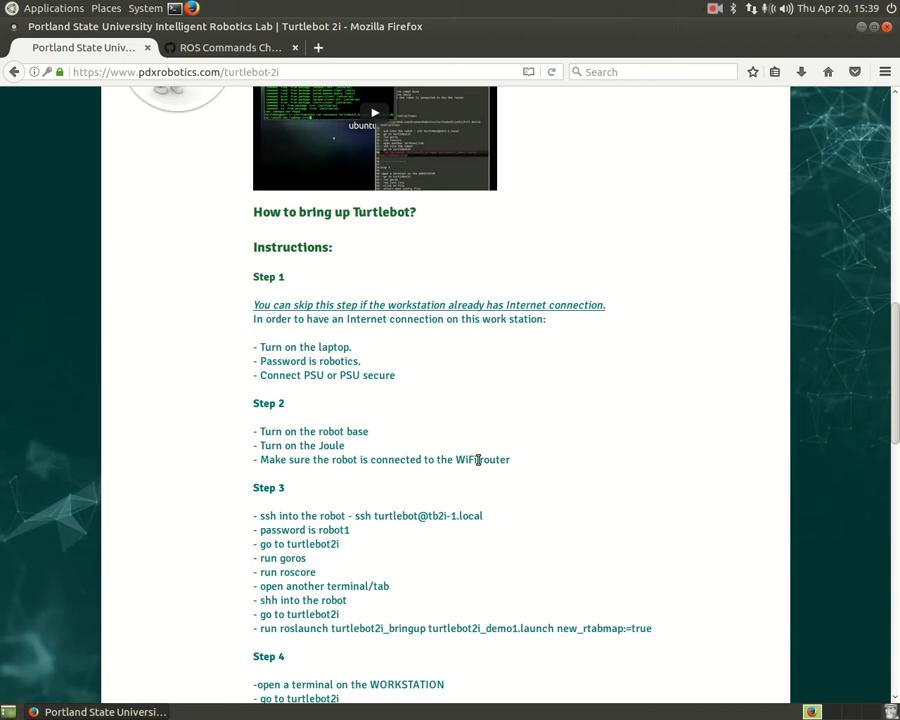 Applications Places System Thu Apr 20, 15:39
Portland State University Intelligent Robotics Lab | Turtlebot 2i - Mozilla Firefox
Portland State Univ... × ROS Commands Ch... ×
https://www.pdxrobotics.com/turtlebot-2i Search
ubuntu
How to bring up Turtlebot?
Instructions:
Step 1
You can skip this step if the workstation already has Internet connection.
In order to have an Internet connection on this work station:
- Turn on the laptop.
- Password is robotics.
- Connect PSU or PSU secure
Step 2
- Turn on the robot base
- Turn on the Joule
- Make sure the robot is connected to the WiFi router
Step 3
- ssh into the robot - ssh turtlebot@tb2i-1.local
- password is robot1
- go to turtlebot2i
- run goros
- run roscore
- open another terminal/tab
- shh into the robot
- go to turtlebot2i
- run roslaunch turtlebot2i_bringup turtlebot2i_demo1.launch new_rtabmap:=true
Step 4
-open a terminal on the WORKSTATION
- go to turtlebot2i
Portland State Universi...